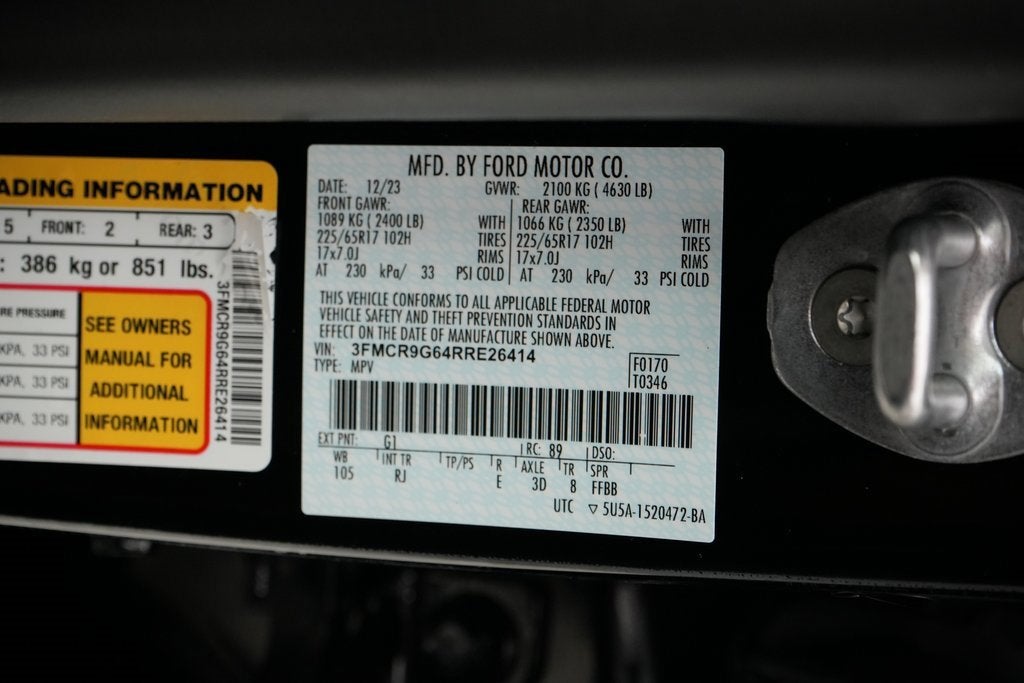 ADING INFORMATION
5 FRONT: 2 REAR: 3
: 386 kg or 851 lbs.
RE PRESSURE
KPA, 33 PSI
KPA, 33 PSI
KPA, 33 PSI
SEE OWNERS
MANUAL FOR
ADDITIONAL
INFORMATION
3FMCR9G64RRE26414
MFD. BY FORD MOTOR CO.
DATE: 12/23 GVWR: 2100 KG ( 4630 LB)
FRONT GAWR: REAR GAWR:
1089 KG ( 2400 LB) WITH 1066 KG ( 2350 LB) WITH
225/65R17 102H TIRES 225/65R17 102H TIRES
17x7.0J RIMS 17x7.0J RIMS
AT 230 kPa/ 33 PSI COLD AT 230 kPa/ 33 PSI COLD
THIS VEHICLE CONFORMS TO ALL APPLICABLE FEDERAL MOTOR
VEHICLE SAFETY AND THEFT PREVENTION STANDARDS IN
EFFECT ON THE DATE OF MANUFACTURE SHOWN ABOVE.
VIN: 3FMCR9G64RRE26414
TYPE: MPV
F0170
T0346
EXT PNT: G1 RC: 89 DSO:
WB INT TR TP/PS R AXLE TR SPR
105 RJ E 3D 8 FFBB
UTC ▽ 5U5A-1520472-BA